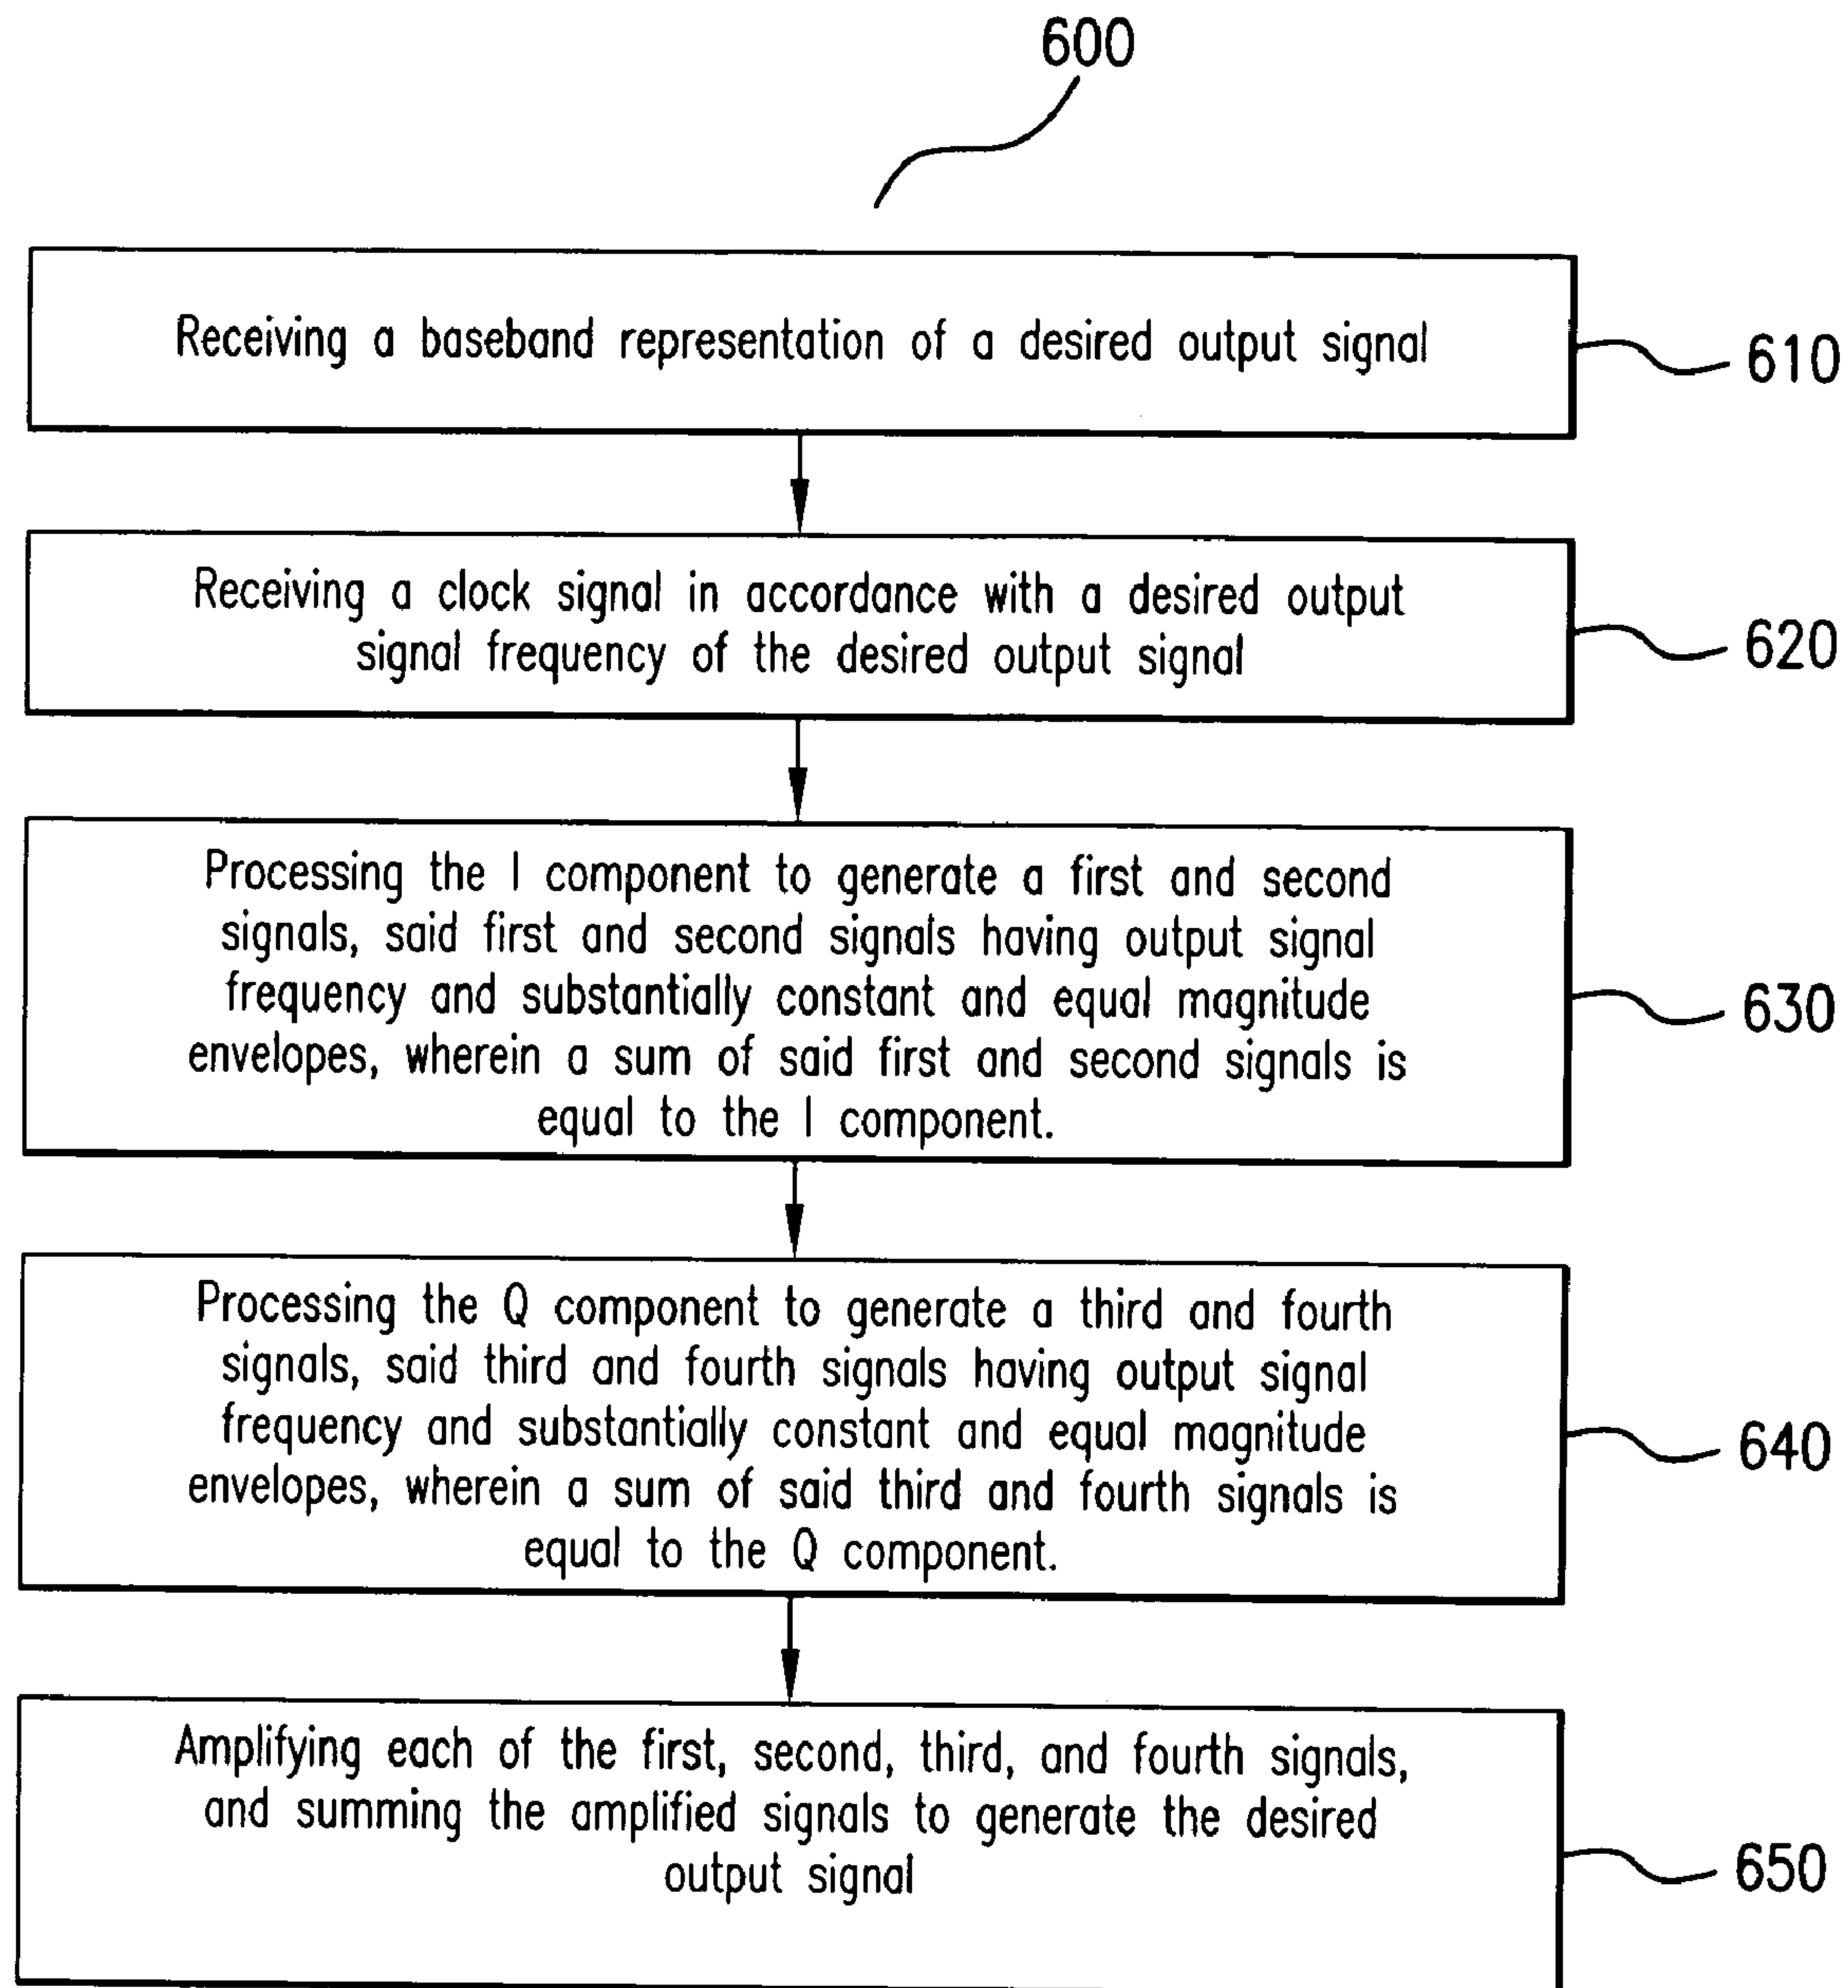 600
Receiving a baseband representation of a desired output signal
610
Receiving a clock signal in accordance with a desired output
signal frequency of the desired output signal
620
Processing the I component to generate a first and second
signals, said first and second signals having output signal
frequency and substantially constant and equal magnitude
envelopes, wherein a sum of said first and second signals is
equal to the I component.
630
Processing the Q component to generate a third and fourth
signals, said third and fourth signals having output signal
frequency and substantially constant and equal magnitude
envelopes, wherein a sum of said third and fourth signals is
equal to the Q component.
640
Amplifying each of the first, second, third, and fourth signals,
and summing the amplified signals to generate the desired
output signal
650